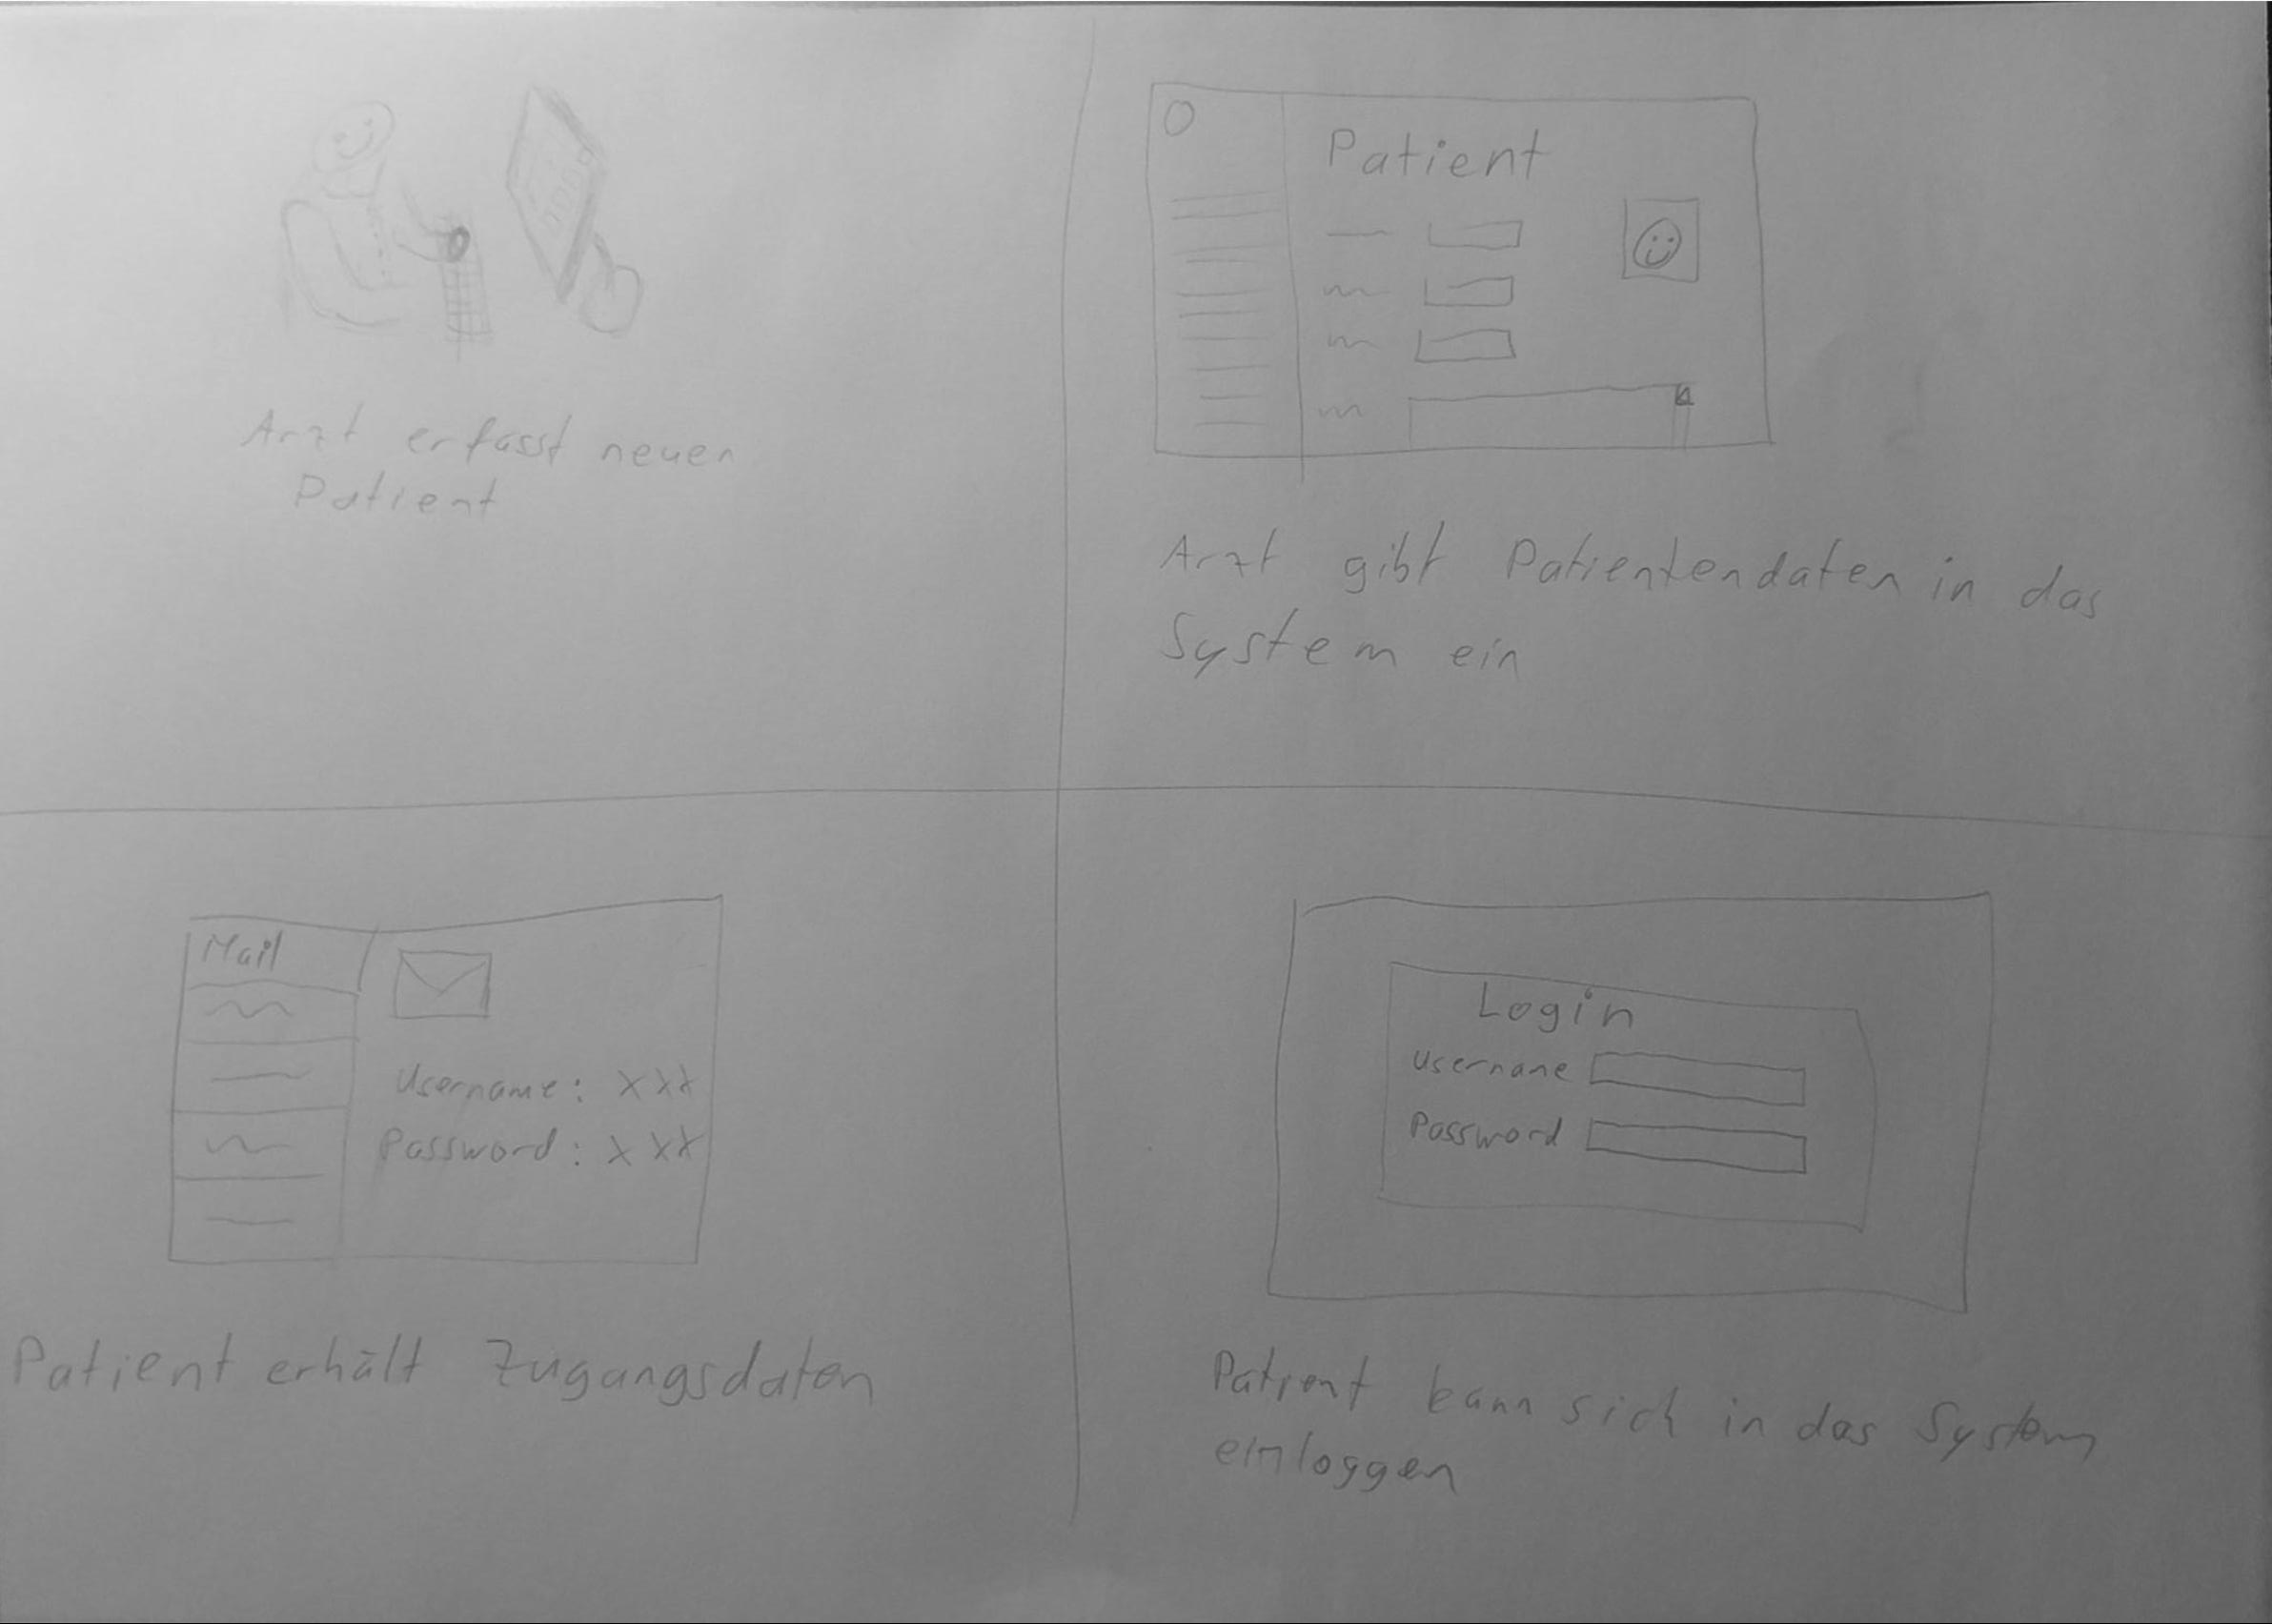 Arzt erfasst neuen
Patient
Patient
Arzt gibt Patientendaten in das
System ein
Mail
Username: xxx
Password: xxx
Patient erhält Zugangsdaten
Login
Username
Password
Patient kann sich in das System
einloggen